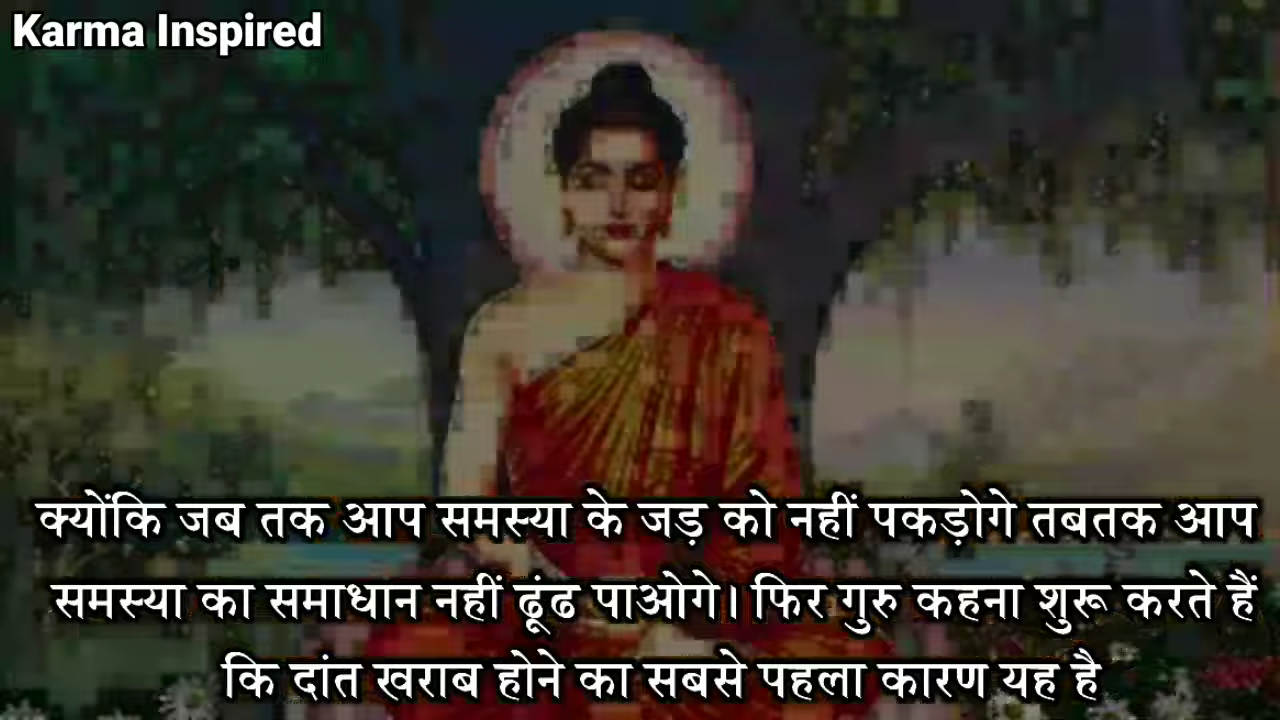 Karma Inspired
क्योंकि जब तक आप समस्या के जड़ को नहीं पकड़ोगे तबतक आप
समस्या का समाधान नहीं ढूंढ पाओगे। फिर गुरु कहना शुरू करते हैं
कि दांत खराब होने का सबसे पहला कारण यह है